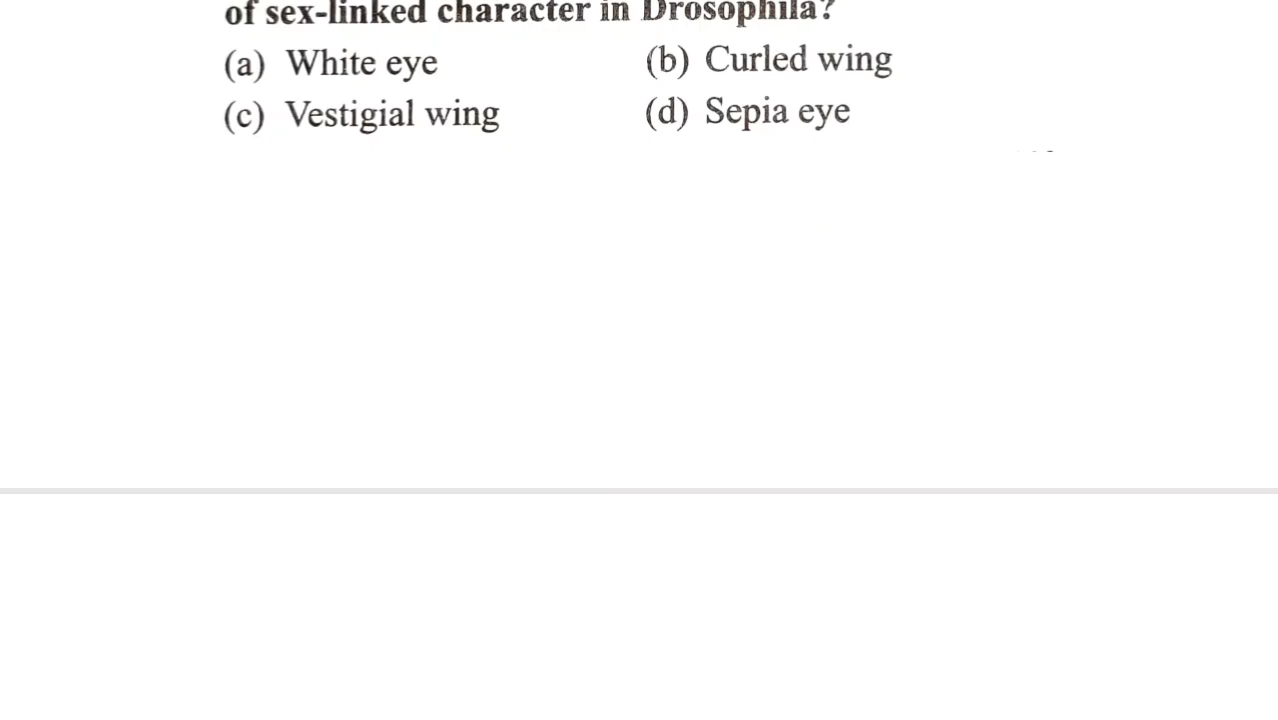 of sex-linked character in Drosophila?
(a) White eye (b) Curled wing
(c) Vestigial wing (d) Sepia eye